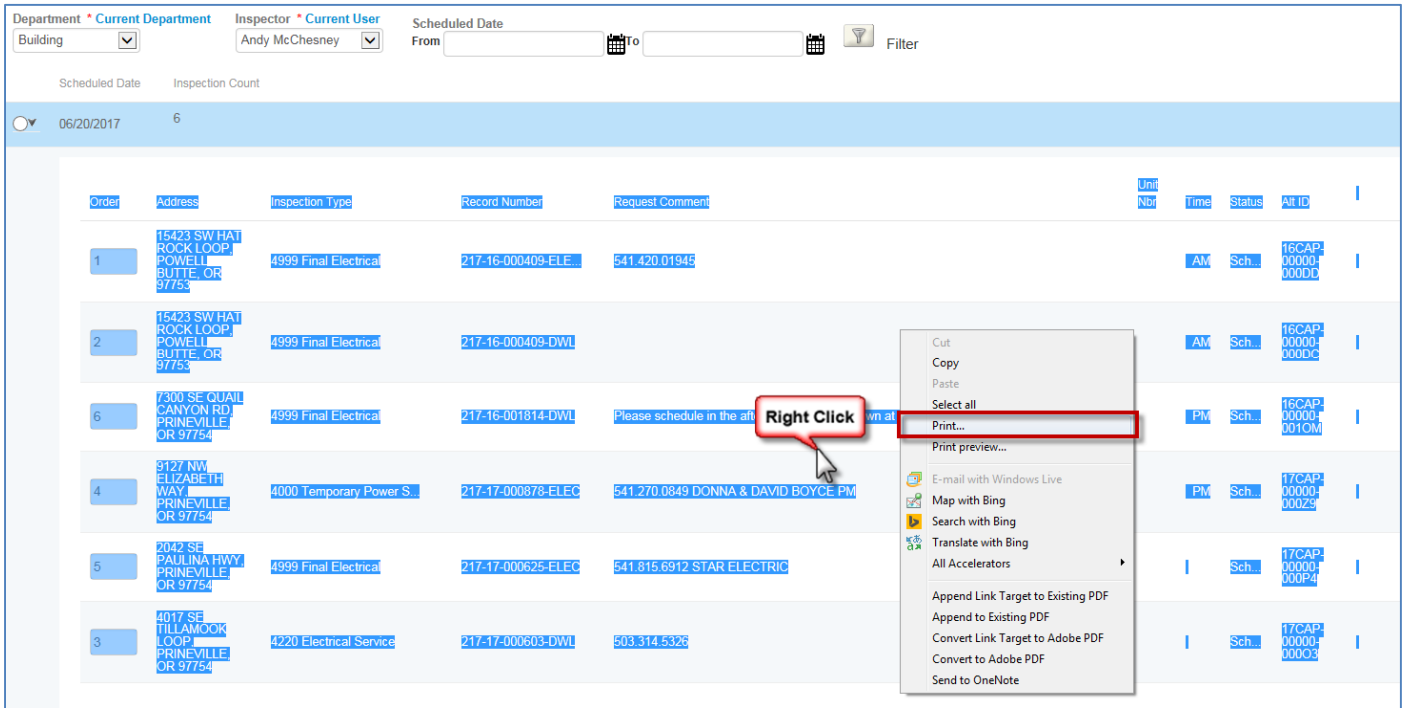 Department * Current Department Inspector * Current User Scheduled Date
Building Andy McChesney From To Filter
Scheduled Date Inspection Count
06/20/2017 6
Order Address Inspection Type Record Number Request Comment Unit Nbr Time Status Alt ID
1 15423 SW HAT ROCK LOOP, POWELL BUTTE, OR 97753 4999 Final Electrical 217-16-000409-ELE... 541.420.01945 AM Sch... 16CAP-00000-000DD
2 15423 SW HAT ROCK LOOP, POWELL BUTTE, OR 97753 4999 Final Electrical 217-16-000409-DWL AM Sch... 16CAP-00000-000DC
6 7300 SE QUAIL CANYON RD, PRINEVILLE, OR 97754 4999 Final Electrical 217-16-001814-DWL Please schedule in the at PM Sch... 16CAP-00000-001OM
4 9127 NW ELIZABETH WAY, PRINEVILLE, OR 97754 4000 Temporary Power S... 217-17-000878-ELEC 541.270.0849 DONNA & DAVID BOYCE PM PM Sch... 17CAP-00000-000Z9
5 2042 SE PAULINA HWY, PRINEVILLE, OR 97754 4999 Final Electrical 217-17-000625-ELEC 541.815.6912 STAR ELECTRIC Sch... 17CAP-00000-000P4
3 4017 SE TILLAMOOK LOOP, PRINEVILLE, OR 97754 4220 Electrical Service 217-17-000603-DWL 503.314.5326 Sch... 17CAP-00000-000O3
Right Click
Cut
Copy
Paste
Select all
Print...
Print preview...
E-mail with Windows Live
Map with Bing
Search with Bing
Translate with Bing
All Accelerators
Append Link Target to Existing PDF
Append to Existing PDF
Convert Link Target to Adobe PDF
Convert to Adobe PDF
Send to OneNote